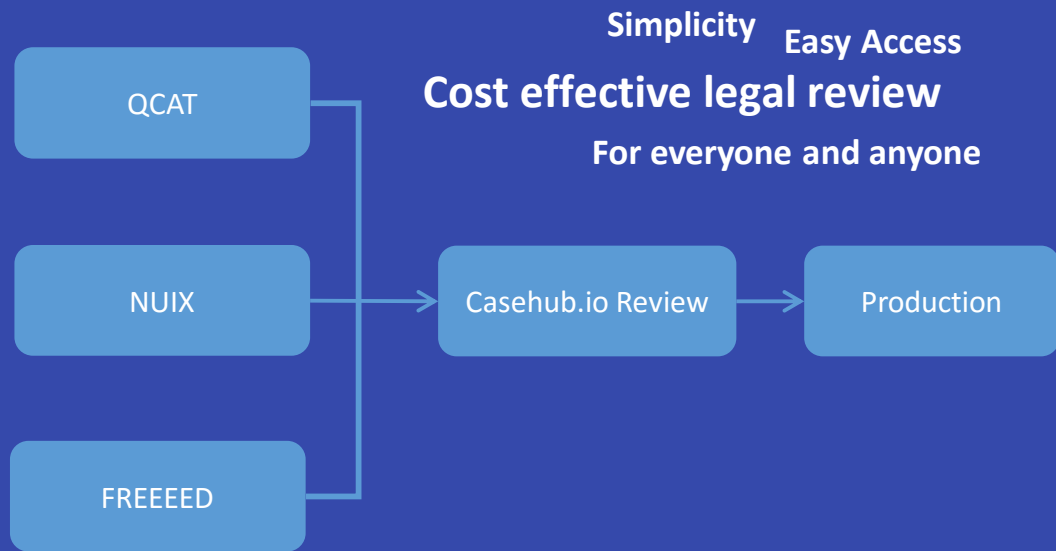 Simplicity
Easy Access
Cost effective legal review
For everyone and anyone
QCAT
NUIX
Casehub.io Review
Production
FREEEED